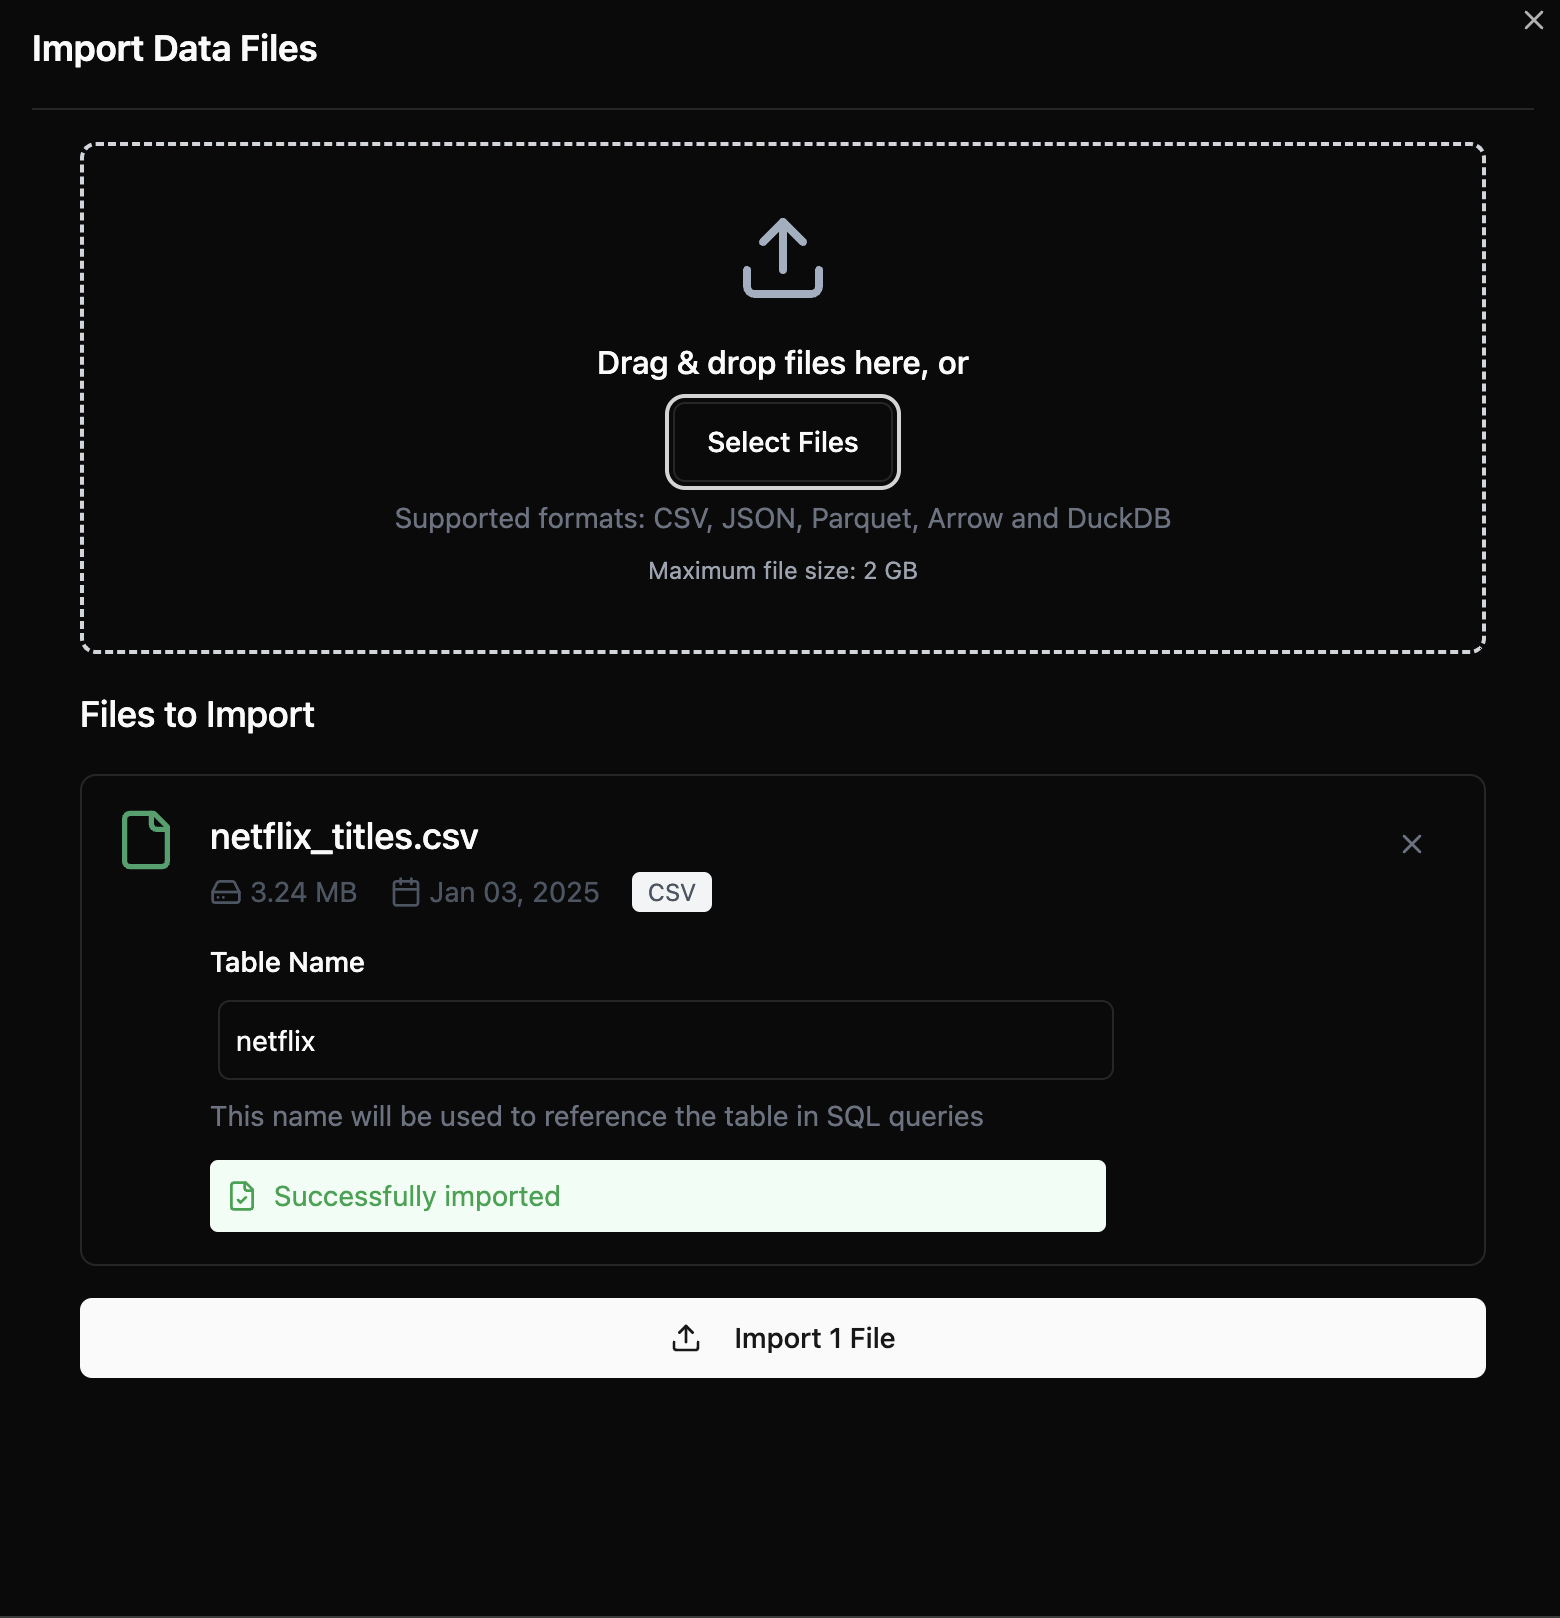 Import Data Files
Drag & drop files here, or
Select Files
Supported formats: CSV, JSON, Parquet, Arrow and DuckDB
Maximum file size: 2 GB
Files to Import
netflix_titles.csv
3.24 MB Jan 03, 2025 CSV
Table Name
netflix
This name will be used to reference the table in SQL queries
Successfully imported
Import 1 File